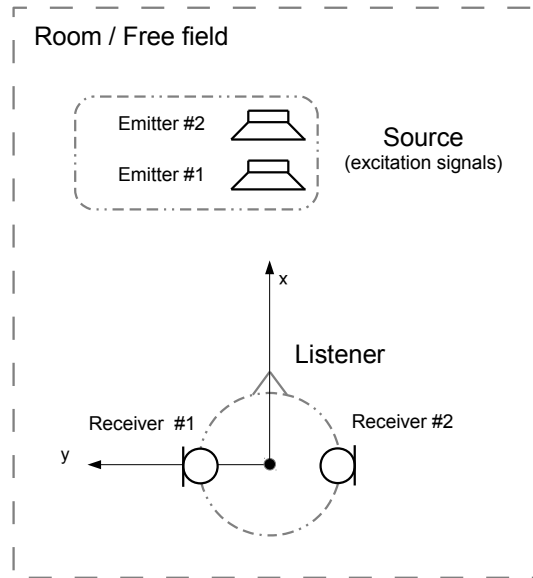 Room / Free field
Emitter #2
Emitter #1
Source
(excitation signals)
x
Listener
Receiver #1
Receiver #2
y